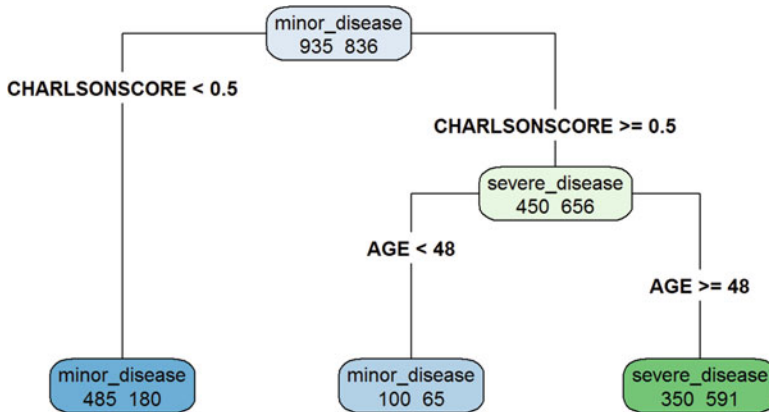 minor_disease
935 836
CHARLSONSCORE < 0.5
CHARLSONSCORE >= 0.5
severe_disease
450 656
AGE < 48
AGE >= 48
minor_disease
485 180
minor_disease
100 65
severe_disease
350 591